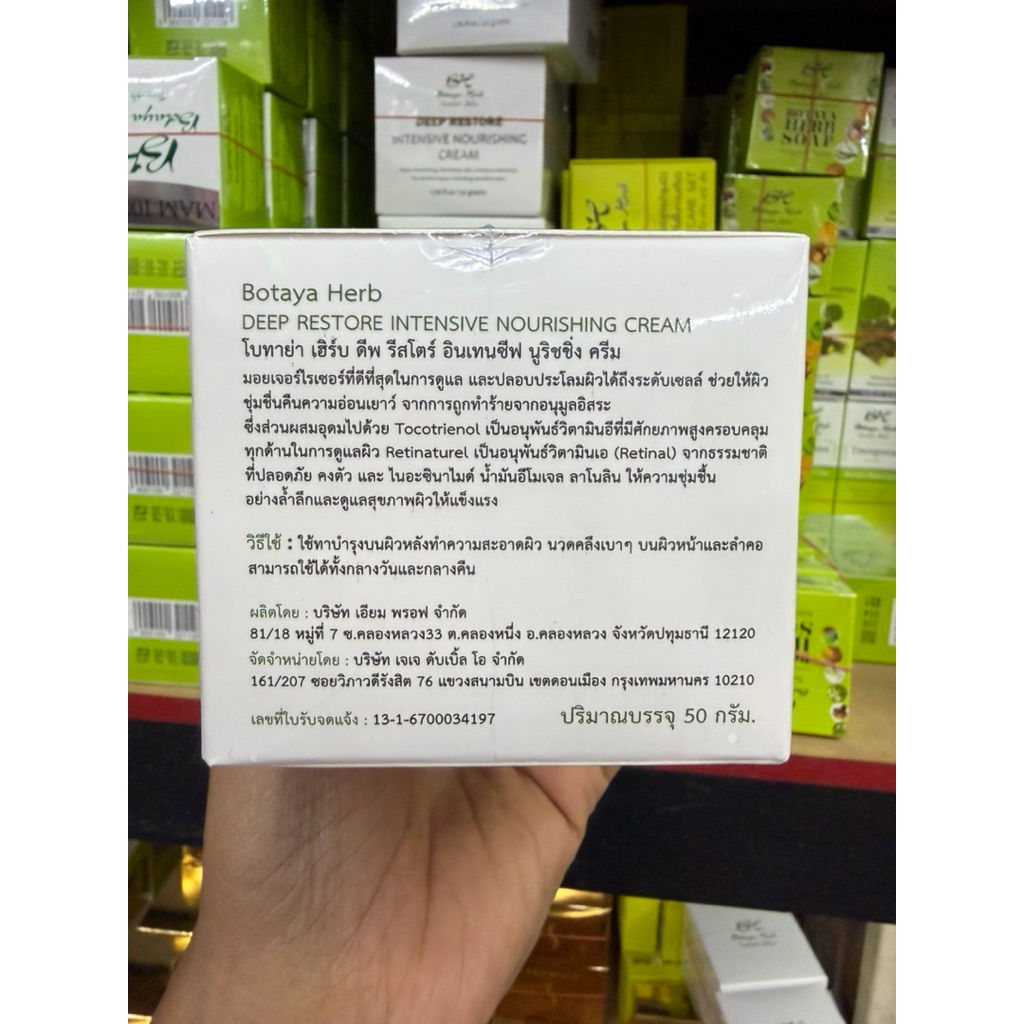 Botaya Herb
DEEP RESTORE INTENSIVE NOURISHING CREAM
โบทาย่า เฮิร์บ ดีพ รีสโตร์ อินเทนซีฟ นูริชชิ่ง ครีม
มอยเจอร์ไรเซอร์ที่ดีที่สุดในการดูแล และปลอบประโลมผิวได้ถึงระดับเซลล์ ช่วยให้ผิว
ชุ่มชื่นคืนความอ่อนเยาว์ จากการถูกทำร้ายจากอนุมูลอิสระ
ซึ่งส่วนผสมอุดมไปด้วย Tocotrienol เป็นอนุพันธ์วิตามินอีที่มีศักยภาพสูงครอบคลุม
ทุกด้านในการดูแลผิว Retinaturel เป็นอนุพันธ์วิตามินเอ (Retinal) จากธรรมชาติ
ที่ปลอดภัย คงตัว และ ไนอะซินาไมด์ น้ำมันอีโมเจล ลาโนลิน ให้ความชุ่มชื้น
อย่างล้ำลึกและดูแลสุขภาพผิวให้แข็งแรง
วิธีใช้ : ใช้ทาบำรุงบนผิวหลังทำความสะอาดผิว นวดคลึงเบาๆ บนผิวหน้าและลำคอ
สามารถใช้ได้ทั้งกลางวันและกลางคืน
ผลิตโดย : บริษัท เอียม พรอฟ จำกัด
81/18 หมู่ที่ 7 ซ.คลองหลวง33 ต.คลองหนึ่ง อ.คลองหลวง จังหวัดปทุมธานี 12120
จัดจำหน่ายโดย : บริษัท เจเจ ดับเบิ้ล โอ จำกัด
161/207 ซอยวิภาวดีรังสิต 76 แขวงสนามบิน เขตดอนเมือง กรุงเทพมหานคร 10210
เลขที่ใบรับจดแจ้ง : 13-1-6700034197
ปริมาณบรรจุ 50 กรัม.
Botaya Herb
DEEP RESTORE
INTENSIVE NOURISHING
CREAM
BOTAYA
HERB
SOAP
Botaya